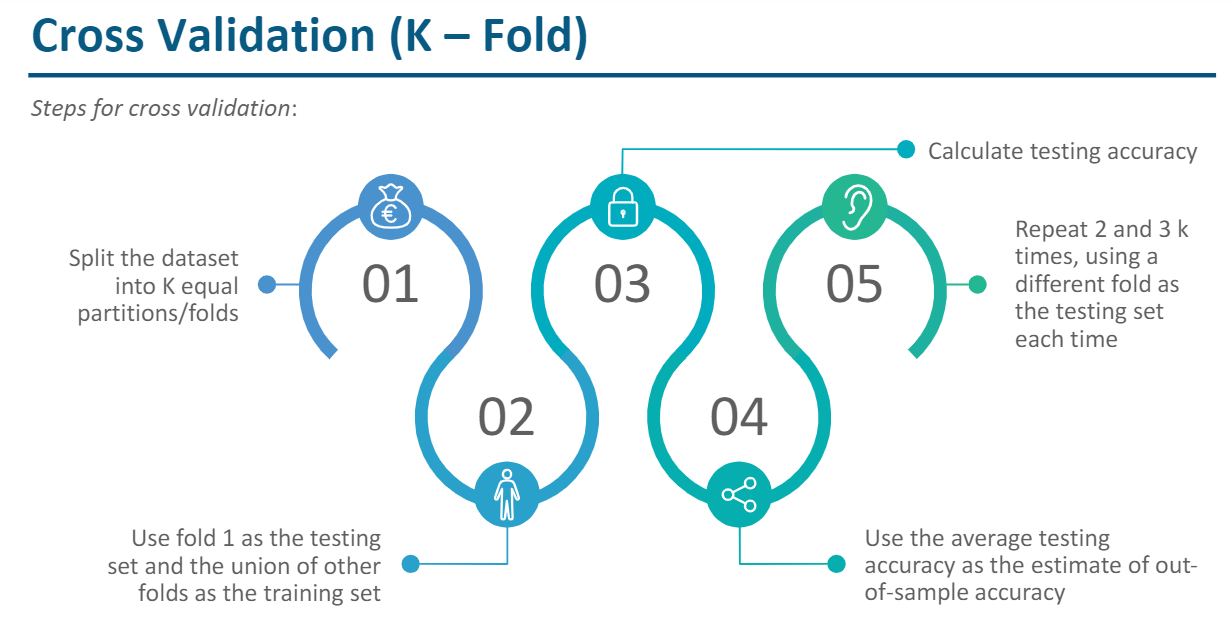 Cross Validation (K – Fold)
Steps for cross validation:
01
Split the dataset
into K equal
partitions/folds
02
Use fold 1 as the testing
set and the union of other
folds as the training set
03
Calculate testing accuracy
04
Use the average testing
accuracy as the estimate of out-
of-sample accuracy
05
Repeat 2 and 3 k
times, using a
different fold as
the testing set
each time
€